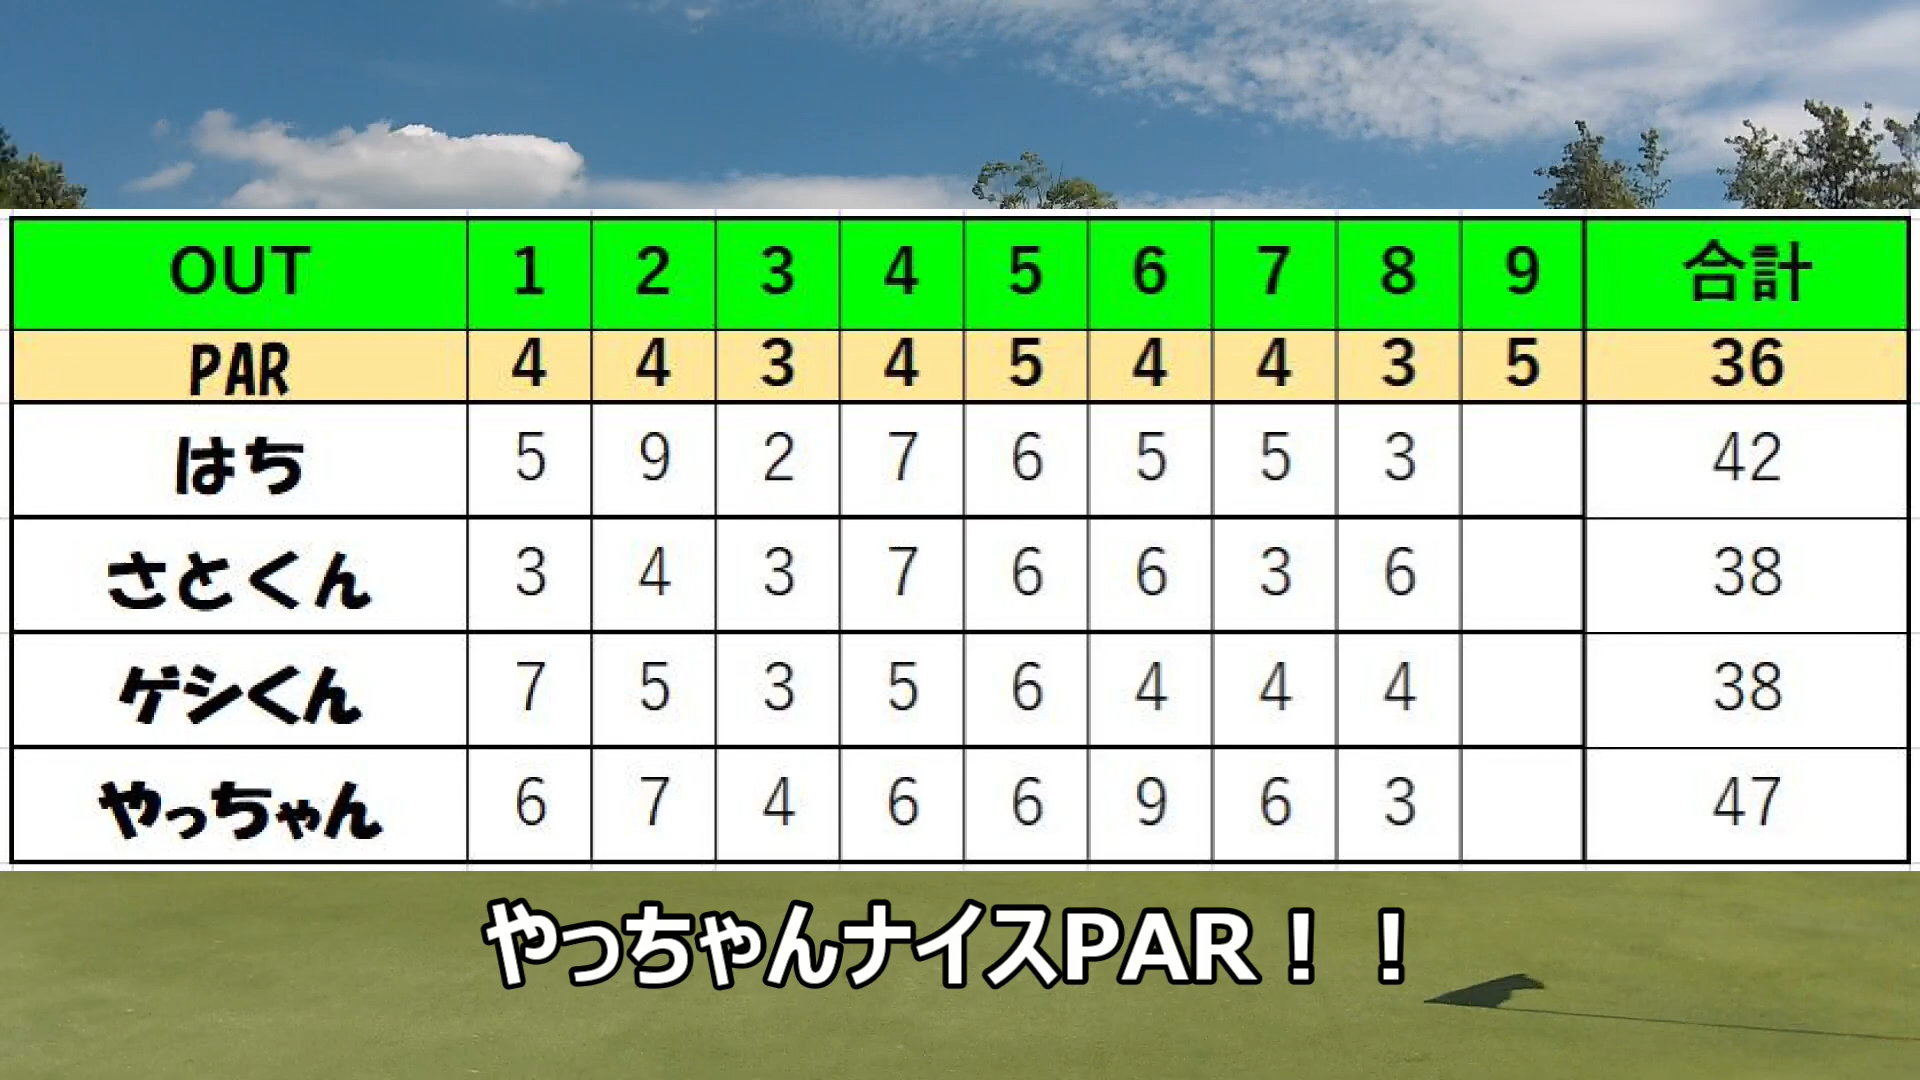 OUT 1 2 3 4 5 6 7 8 9 合計
PAR 4 4 3 4 5 4 4 3 5 36
はち 5 9 2 7 6 5 5 3 42
さとくん 3 4 3 7 6 6 3 6 38
ゲシくん 7 5 3 5 6 4 4 4 38
やっちゃん 6 7 4 6 6 9 6 3 47
やっちゃんナイスPAR！！